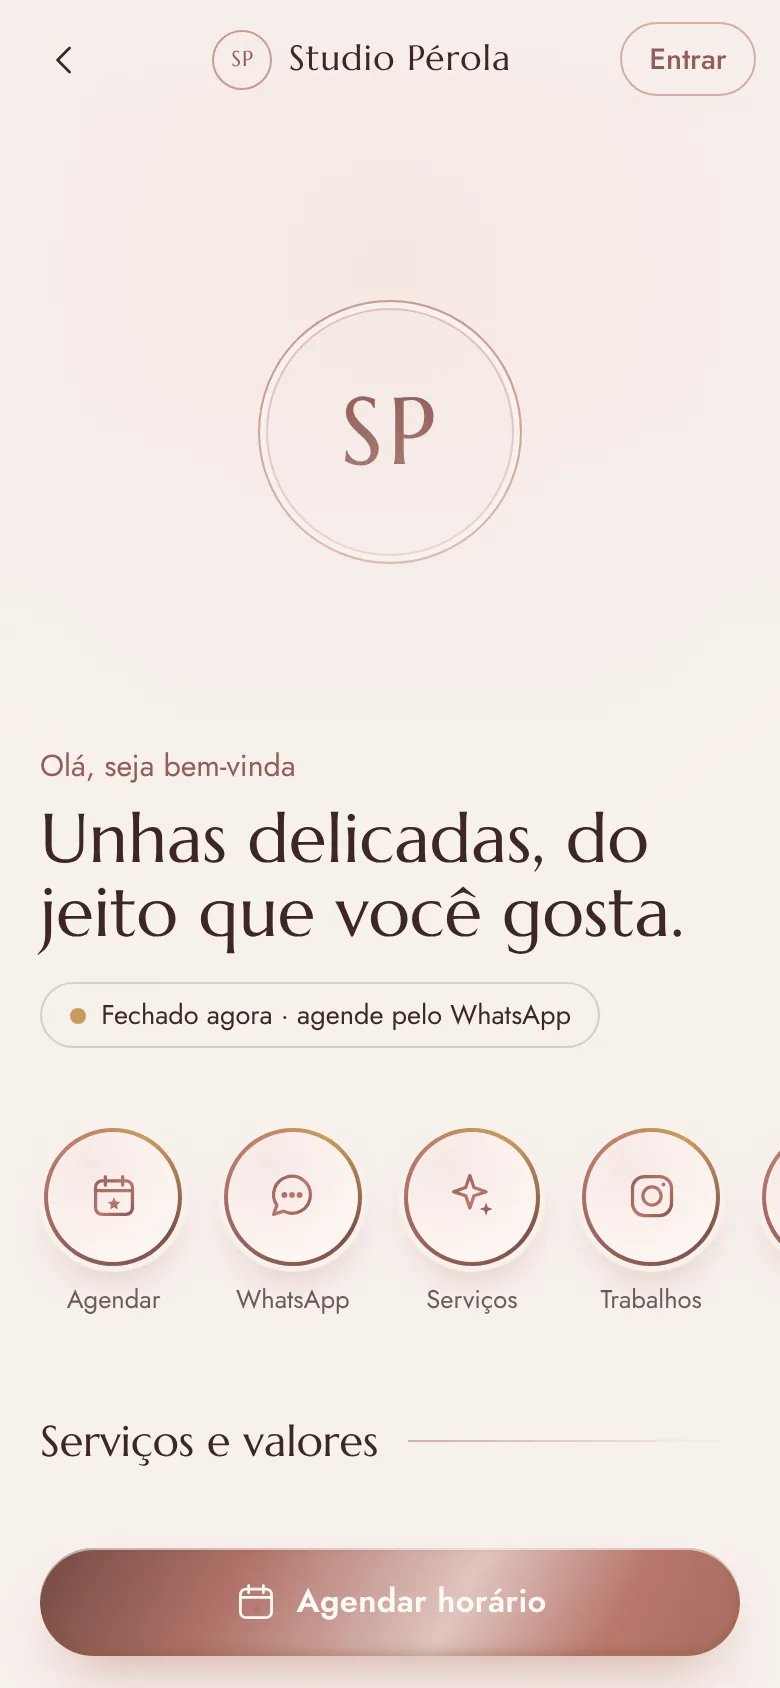 SP
Studio Pérola
Entrar
SP
Olá, seja bem-vinda
Unhas delicadas, do
jeito que você gosta.
Fechado agora · agende pelo WhatsApp
Agendar
WhatsApp
Serviços
Trabalhos
Serviços e valores
Agendar horário